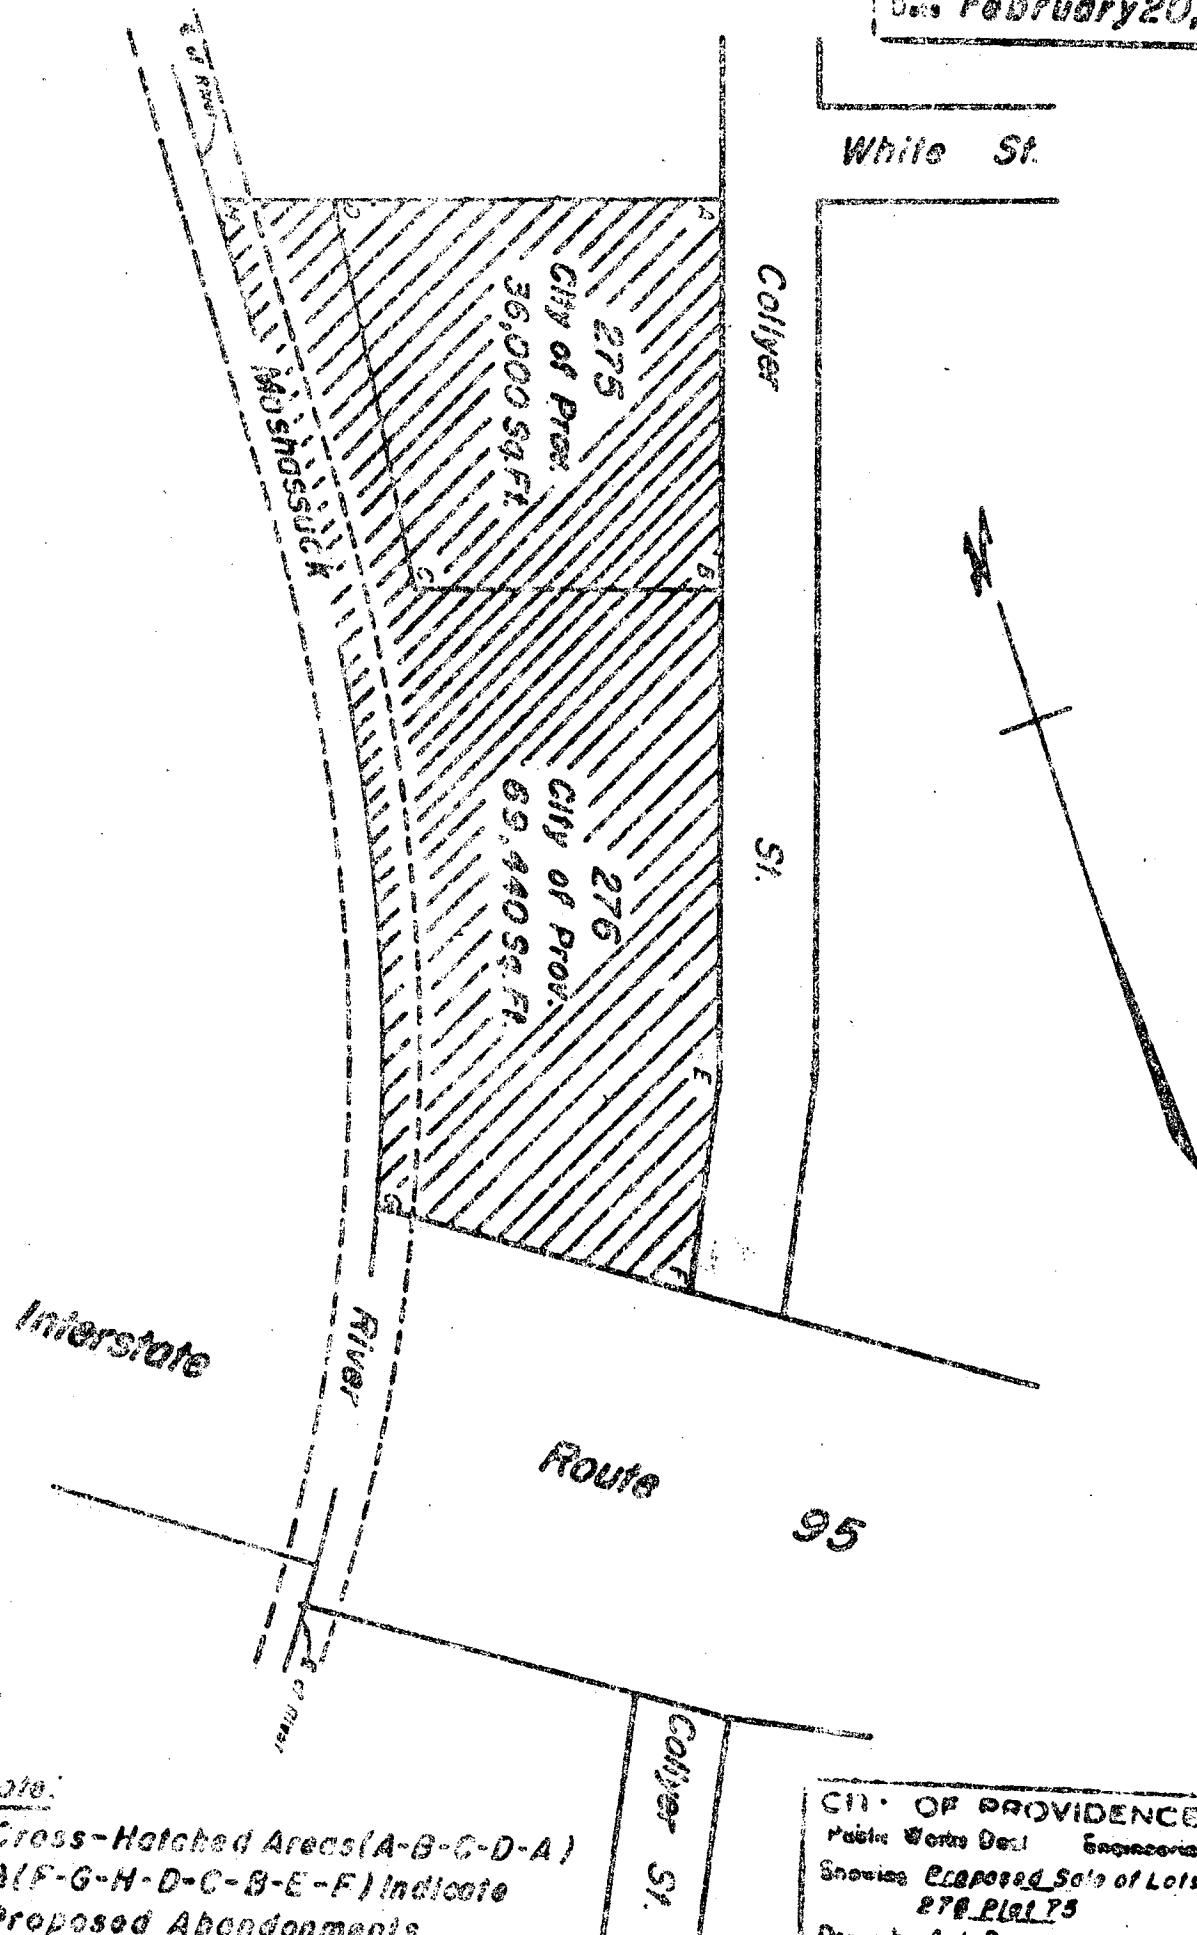 February 20,
White St.
Collyer
275
City of Prov.
36,000 Sq.Ft.
A
D
H
Moshassuck
C
B
276
City of Prov.
69,440 Sq.Ft.
St.
E
G
F
Interstate
River
Route
95
of River
Collyer St.
Cross-Hatched Areas (A-B-C-D-A)
(F-G-H-D-C-B-E-F) Indicate
Proposed Abandonments
OF PROVIDENCE
Public Works Dept.
Showing Proposed Sale of Lots
276 Plat 75